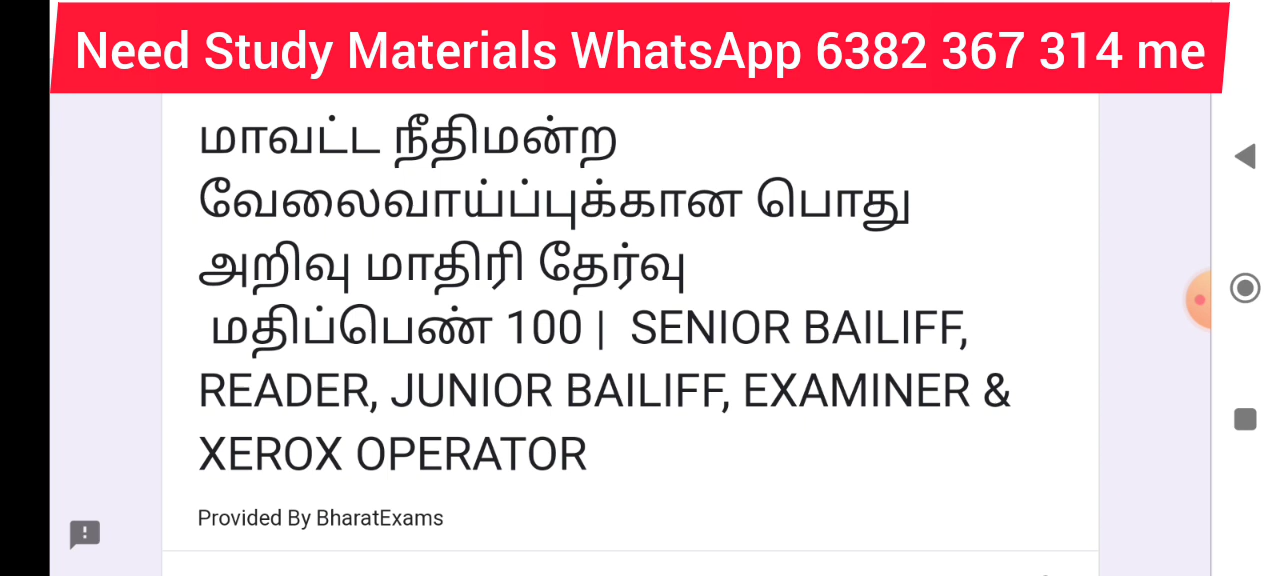 Need Study Materials WhatsApp 6382 367 314 me
மாவட்ட நீதிமன்ற
வேலைவாய்ப்புக்கான பொது
அறிவு மாதிரி தேர்வு
மதிப்பெண் 100 | SENIOR BAILIFF,
READER, JUNIOR BAILIFF, EXAMINER &
XEROX OPERATOR
Provided By BharatExams